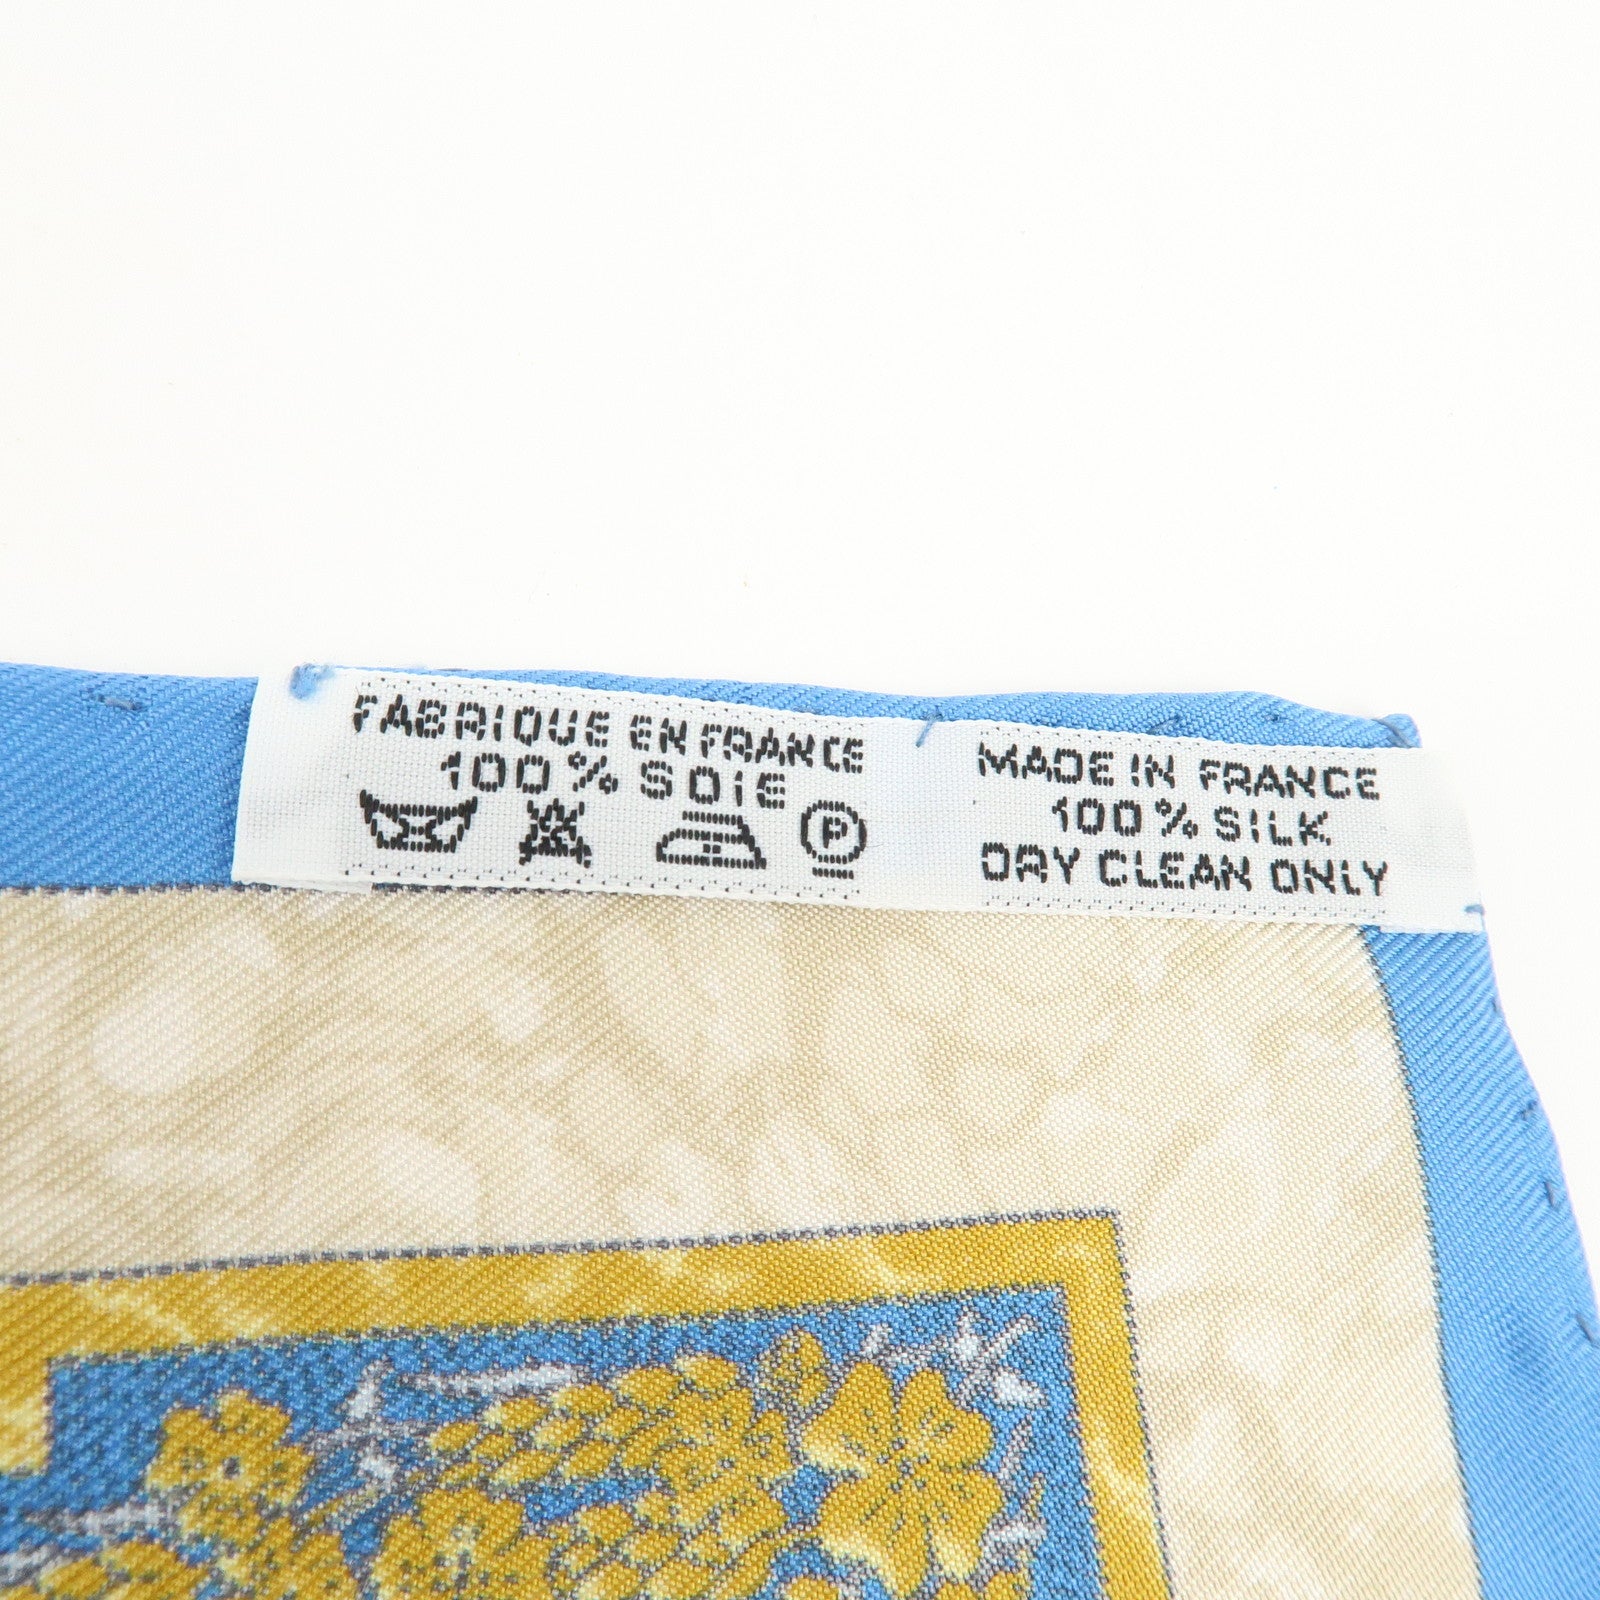 FABRIQUE EN FRANCE
100% SOIE
P
MADE IN FRANCE
100% SILK
DRY CLEAN ONLY